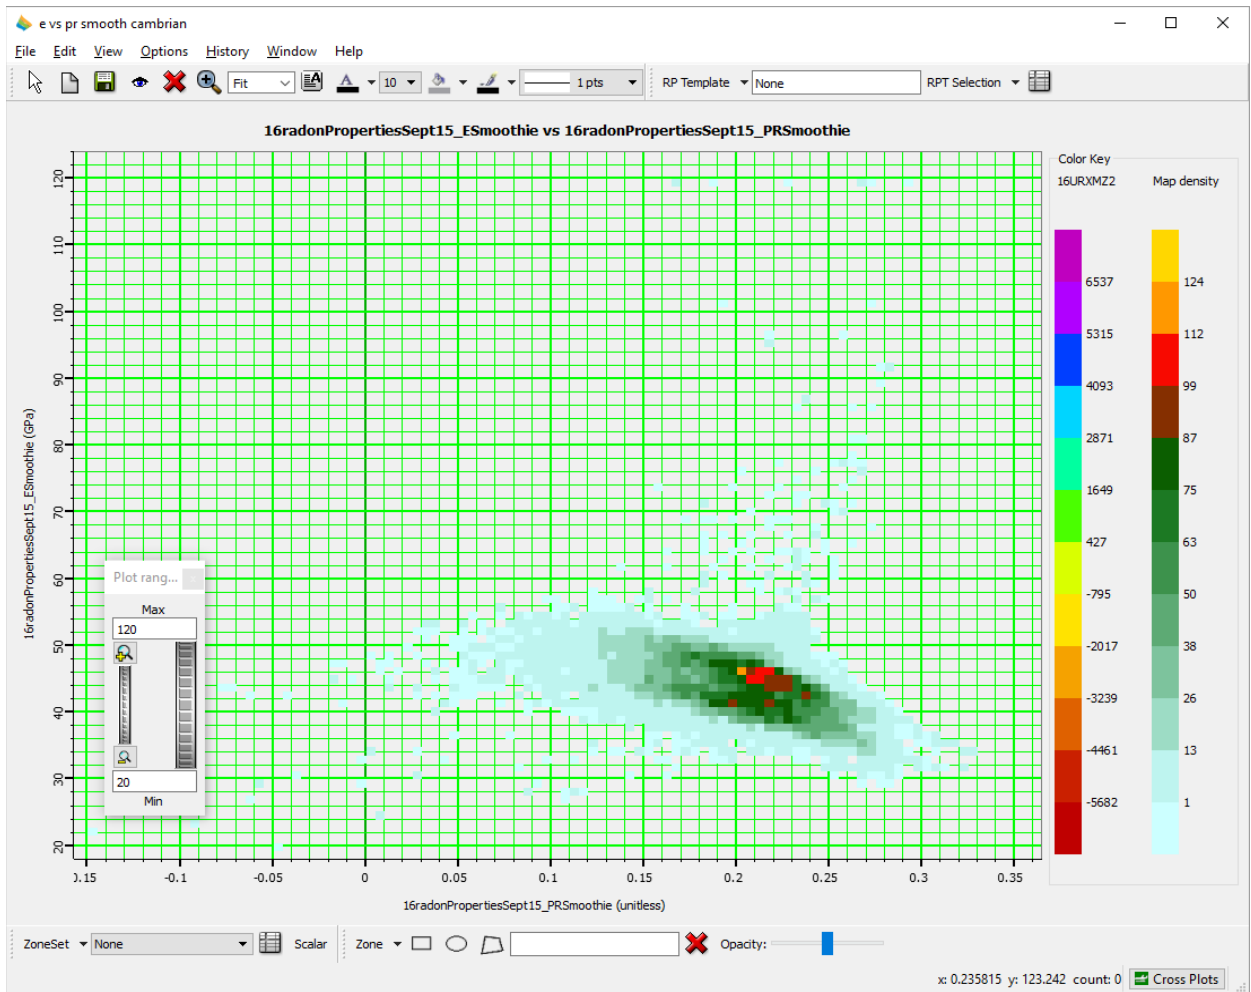 e vs pr smooth cambrian
File Edit View Options History Window Help
Fit A A 10 1 pts RP Template None RPT Selection
16radonPropertiesSept15_ESmoothie vs 16radonPropertiesSept15_PRSmoothie
Color Key
16URXMZ2 Map density
6537
5315
4093
2871
1649
427
-795
-2017
-3239
-4461
-5682
124
112
99
87
75
63
50
38
26
13
1
16radonPropertiesSept15_ESmoothie (GPa)
120
110
100
90
80
70
60
50
40
30
20
Plot rang...
Max
120
20
Min
0.15 -0.1 -0.05 0 0.05 0.1 0.15 0.2 0.25 0.3 0.35
16radonPropertiesSept15_PRSmoothie (unitless)
ZoneSet None Scalar Zone Opacity:
x: 0.235815 y: 123.242 count: 0 Cross Plots